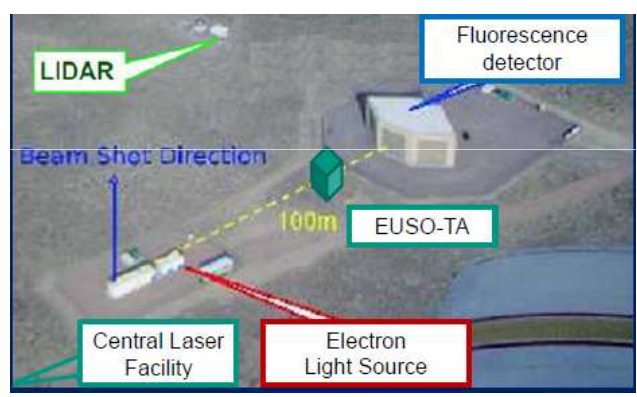 Fluorescence
detector
LIDAR
Beam Shot Direction
100m
EUSO-TA
Central Laser
Facility
Electron
Light Source